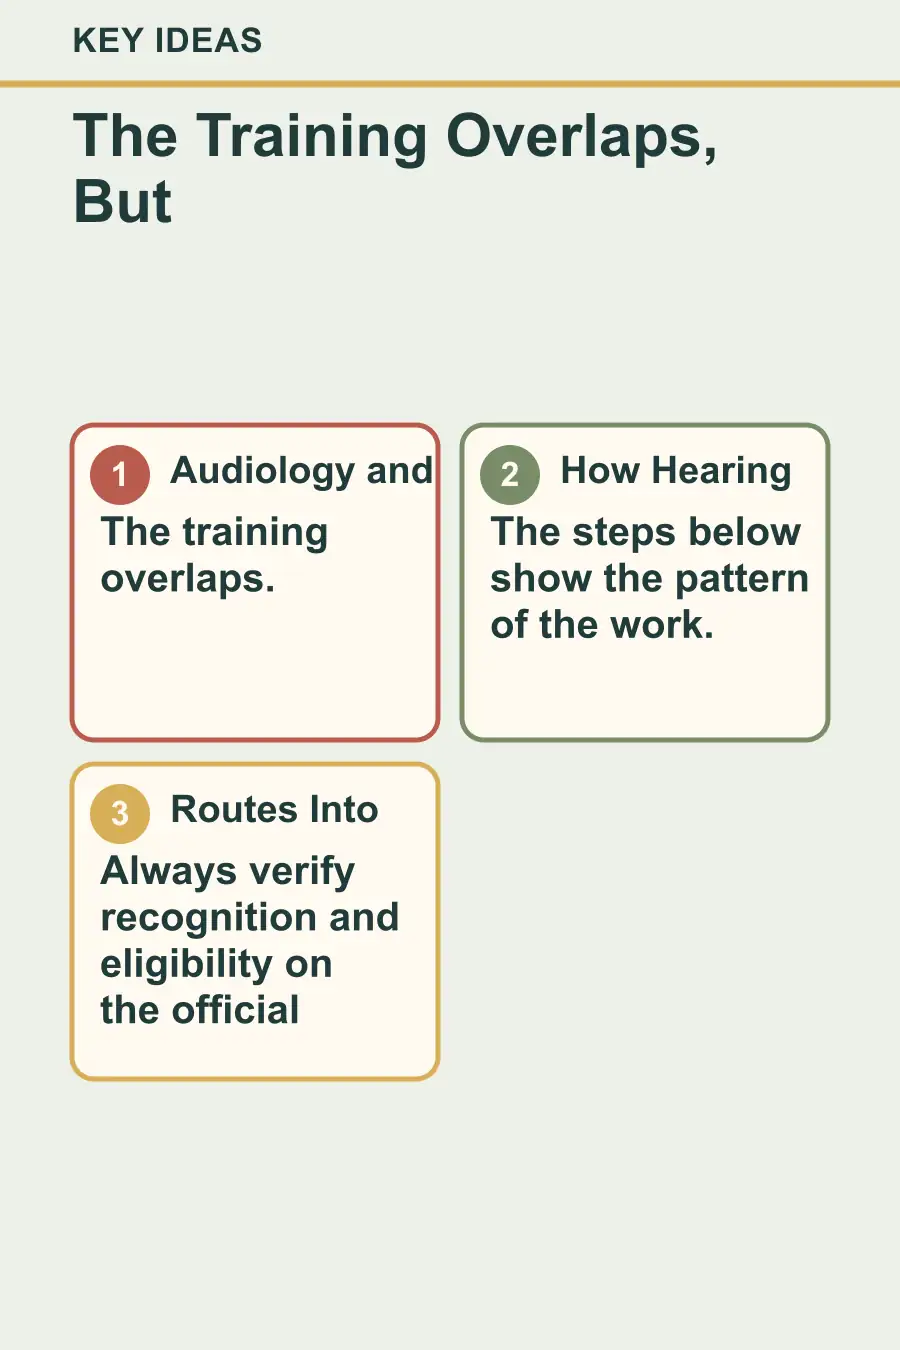 KEY IDEAS
The Training Overlaps,
But
1
Audiology and
The training
overlaps.
2
How Hearing
The steps below
show the pattern
of the work.
3
Routes Into
Always verify
recognition and
eligibility on
the official